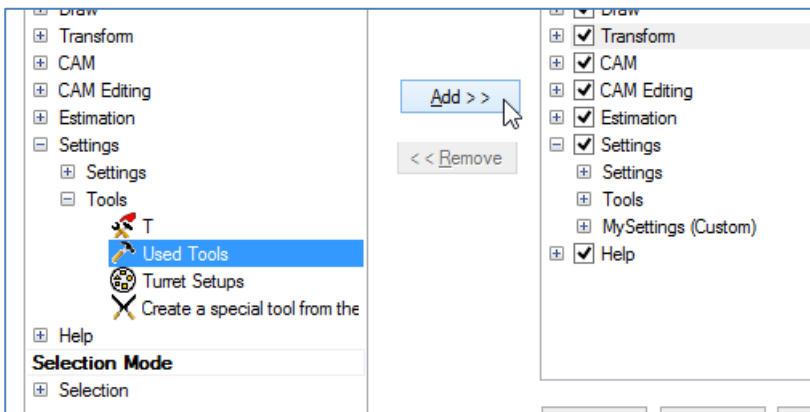 Draw
Transform
CAM
CAM Editing
Estimation
Settings
Settings
Tools
T
Used Tools
Turret Setups
Create a special tool from the
Help
Selection Mode
Selection
Add > >
< < Remove
Draw
Transform
CAM
CAM Editing
Estimation
Settings
Settings
Tools
MySettings (Custom)
Help